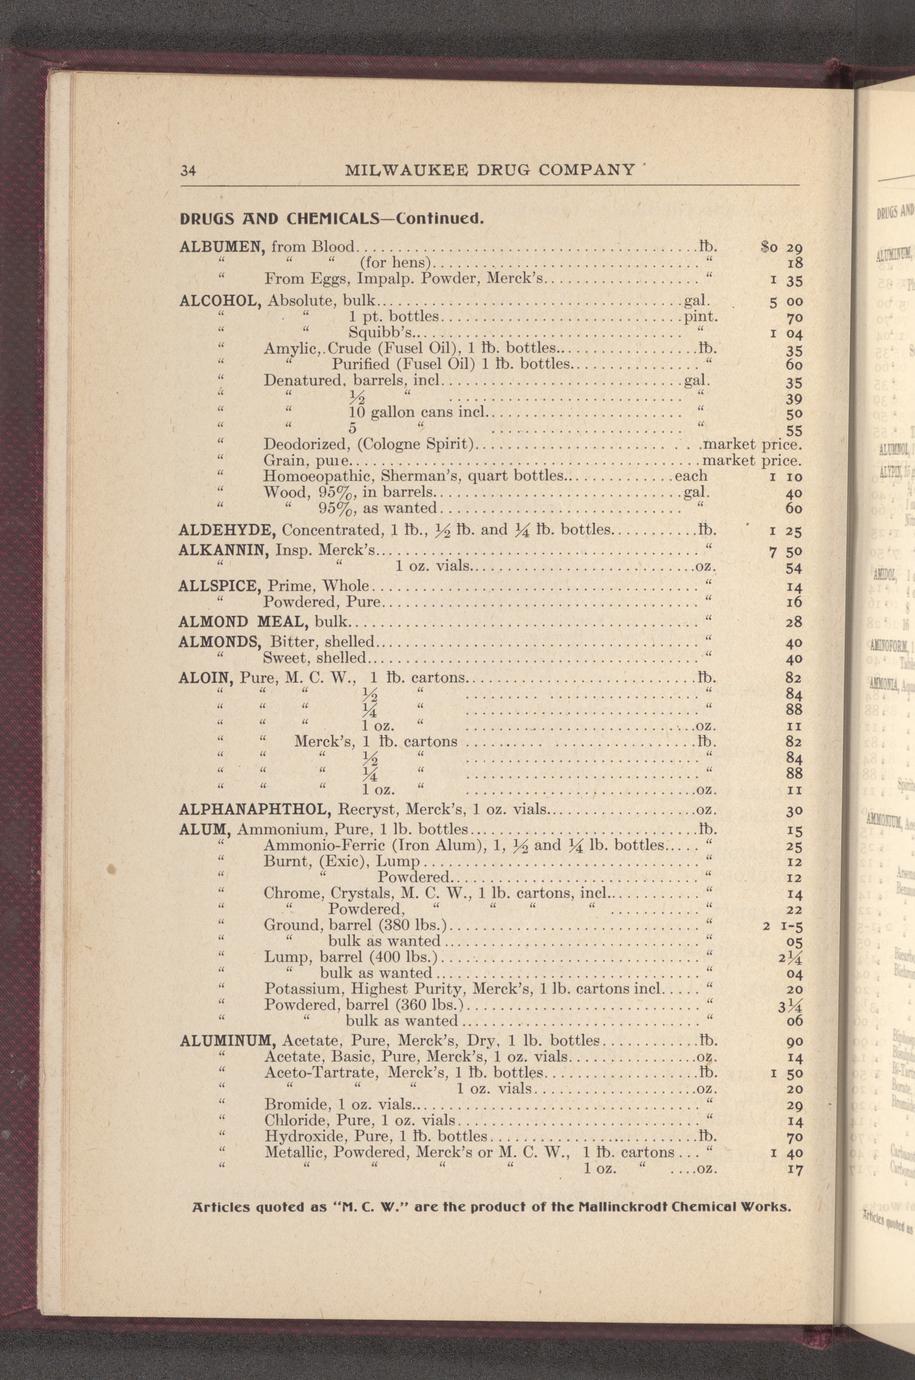 34 MILWAUKEE DRUG COMPANY
DRUGS AND CHEMICALS—Continued.
ALBUMEN, from Blood........................................lb. $0 29
“ “ “ (for hens)................................ “ 18
“ From Eggs, Impalp. Powder, Merck's................... “ 1 35
ALCOHOL, Absolute, bulk.....................................gal. 5 00
“ “ 1 pt. bottles.............................pint. 70
“ “ Squibb's................................. “ 1 04
“ Amylic, Crude (Fusel Oil), 1 lb. bottles.................lb. 35
“ “ Purified (Fusel Oil) 1 lb. bottles............... “ 60
“ Denatured, barrels, incl.............................gal. 35
“ “ ½ “ ............................ “ 39
“ “ 10 gallon cans incl........................ “ 50
“ “ 5 “ ....................... “ 55
“ Deodorized, (Cologne Spirit)...........................market price.
“ Grain, pure..........................................market price.
“ Homoeopathic, Sherman's, quart bottles.............each 1 10
“ Wood, 95%, in barrels..............................gal. 40
“ “ 95%, as wanted............................. “ 60
ALDEHYDE, Concentrated, 1 lb., ½ lb. and ¼ lb. bottles..........lb. 1 25
ALKANNIN, Insp. Merck's...................................... “ 7 50
“ “ 1 oz. vials...........................oz. 54
ALLSPICE, Prime, Whole....................................... “ 14
“ Powdered, Pure...................................... “ 16
ALMOND MEAL, bulk.......................................... “ 28
ALMONDS, Bitter, shelled...................................... “ 40
“ Sweet, shelled....................................... “ 40
ALOIN, Pure, M. C. W., 1 lb. cartons...........................lb. 82
“ “ “ ½ “ ............................ “ 84
“ “ “ ¼ “ ............................ “ 88
“ “ “ 1 oz. “ ...........................oz. 11
“ “ Merck's, 1 lb. cartons ...........................lb. 82
“ “ “ ½ “ ............................ “ 84
“ “ “ ¼ “ ............................ “ 88
“ “ “ 1 oz. “ ...........................oz. 11
ALPHANAPHTHOL, Recryst, Merck's, 1 oz. vials..................oz. 30
ALUM, Ammonium, Pure, 1 lb. bottles...........................lb. 15
“ Ammonio-Ferric (Iron Alum), 1, ½ and ¼ lb. bottles..... “ 25
“ Burnt, (Exic), Lump................................. “ 12
“ “ Powdered.............................. “ 12
“ Chrome, Crystals, M. C. W., 1 lb. cartons, incl........... “ 14
“ “ Powdered, “ “ “ “ ........... “ 22
“ Ground, barrel (380 lbs.).............................. “ 2 1-5
“ “ bulk as wanted.............................. “ 05
“ Lump, barrel (400 lbs.)............................... “ 2¼
“ “ bulk as wanted............................... “ 04
“ Potassium, Highest Purity, Merck's, 1 lb. cartons incl..... “ 20
“ Powdered, barrel (360 lbs.)............................ “ 3¼
“ “ bulk as wanted............................ “ 06
ALUMINUM, Acetate, Pure, Merck's, Dry, 1 lb. bottles...........lb. 90
“ Acetate, Basic, Pure, Merck's, 1 oz. vials...............oz. 14
“ Aceto-Tartrate, Merck's, 1 lb. bottles..................lb. 1 50
“ “ “ “ 1 oz. vials...................oz. 20
“ Bromide, 1 oz. vials.................................. “ 29
“ Chloride, Pure, 1 oz. vials............................. “ 14
“ Hydroxide, Pure, 1 lb. bottles.........................lb. 70
“ Metallic, Powdered, Merck's or M. C. W., 1 lb. cartons... “ 1 40
“ “ “ “ “ 1 oz. “ ....oz. 17
Articles quoted as “M. C. W.” are the product of the Mallinckrodt Chemical Works.